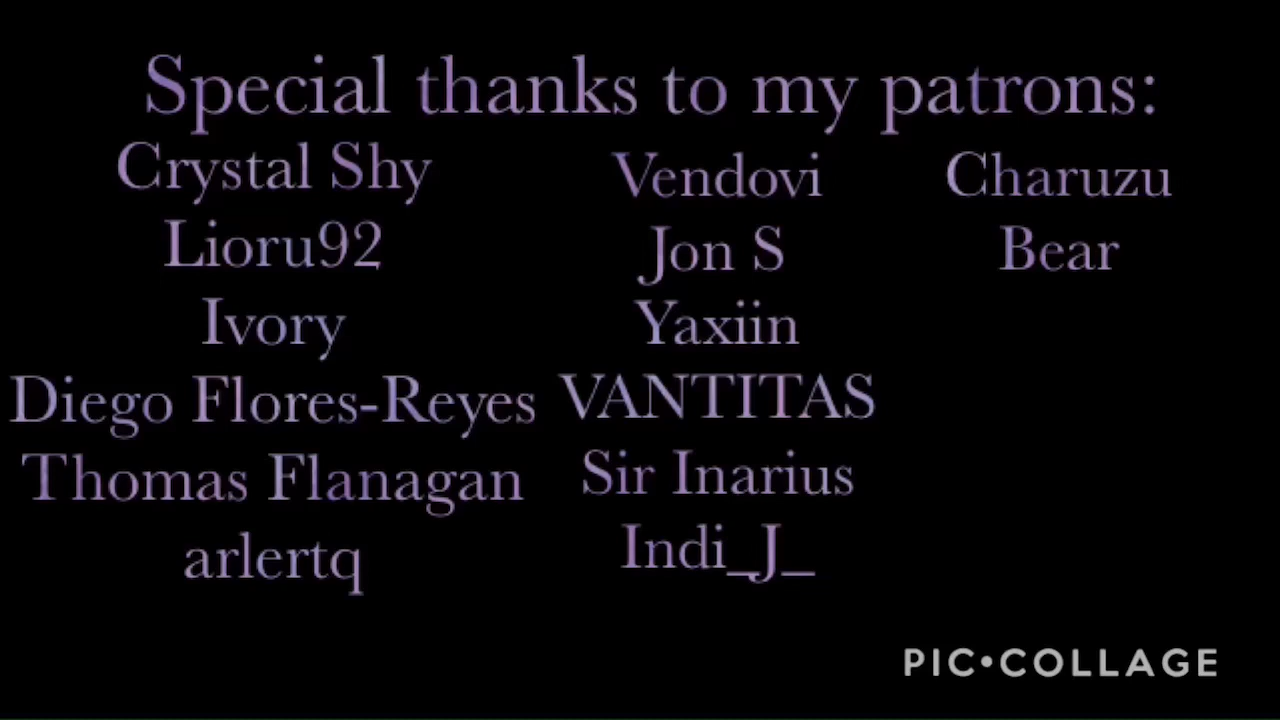 Special thanks to my patrons:
Crystal Shy
Lioru92
Ivory
Diego Flores-Reyes
Thomas Flanagan
arlertq
Vendovi
Jon S
Yaxiin
VANTITAS
Sir Inarius
Indi_J_
Charuzu
Bear
PIC•COLLAGE